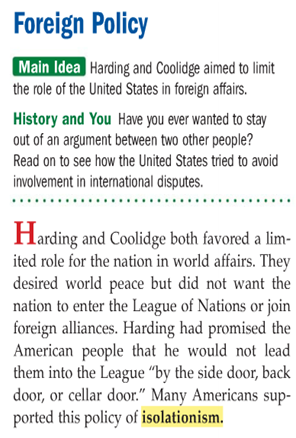 Foreign Policy
Main Idea Harding and Coolidge aimed to limit
the role of the United States in foreign affairs.
History and You Have you ever wanted to stay
out of an argument between two other people?
Read on to see how the United States tried to avoid
involvement in international disputes.
Harding and Coolidge both favored a lim-
ited role for the nation in world affairs. They
desired world peace but did not want the
nation to enter the League of Nations or join
foreign alliances. Harding had promised the
American people that he would not lead
them into the League “by the side door, back
door, or cellar door.” Many Americans sup-
ported this policy of isolationism.